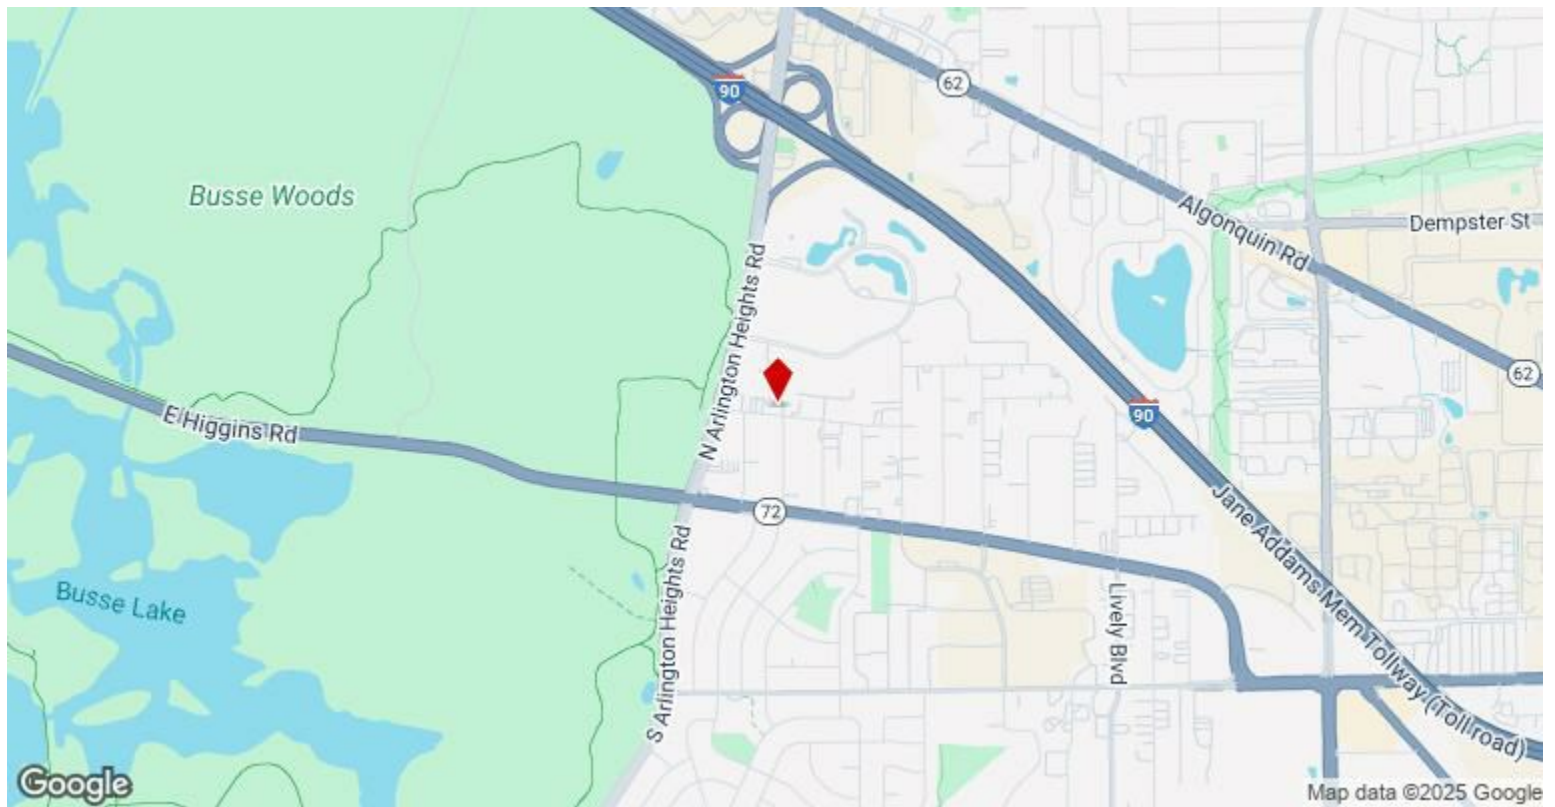 90
62
Busse Woods
Algonquin Rd
Dempster St
N Arlington Heights Rd
62
90
E Higgins Rd
72
Jane Addams Mem Tollway (Toll road)
S Arlington Heights Rd
Lively Blvd
Busse Lake
Google
Map data ©2025 Google